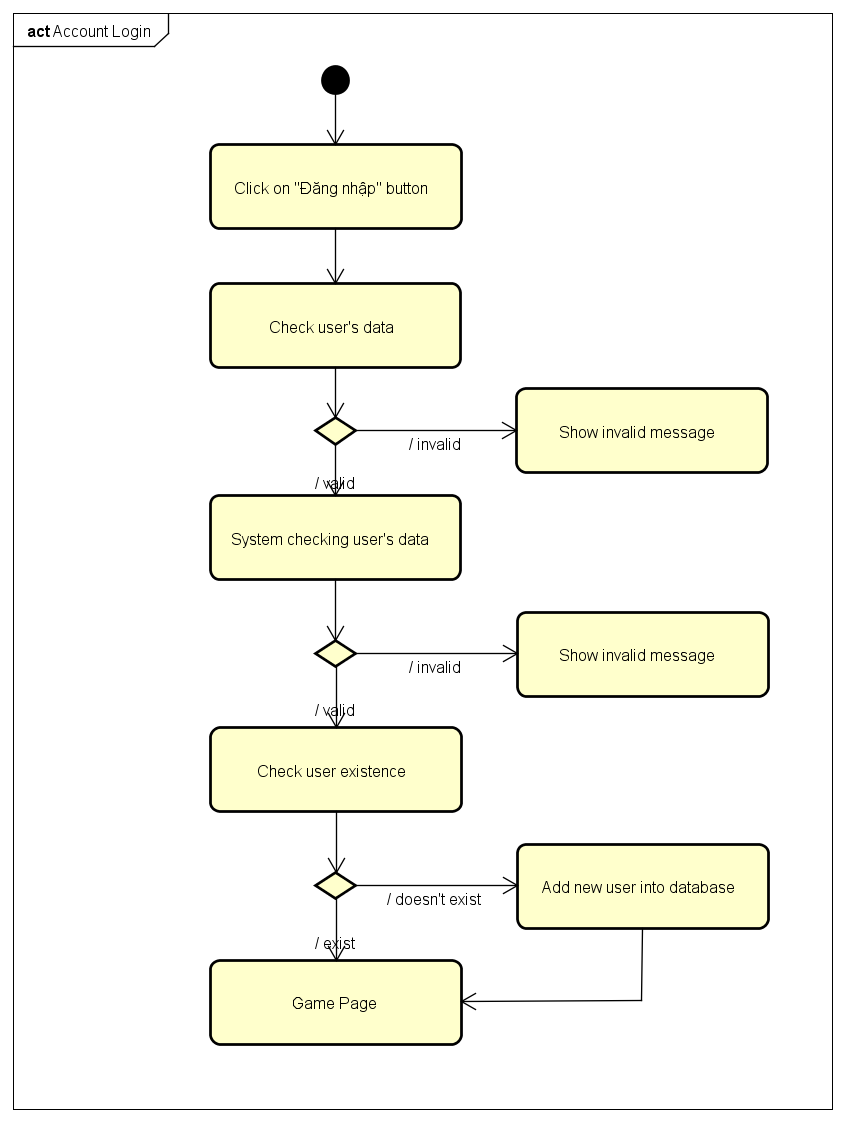 act Account Login
Click on "Đăng nhập" button
Check user's data
/ invalid
Show invalid message
/ valid
System checking user's data
/ invalid
Show invalid message
/ valid
Check user existence
/ doesn't exist
Add new user into database
/ exist
Game Page